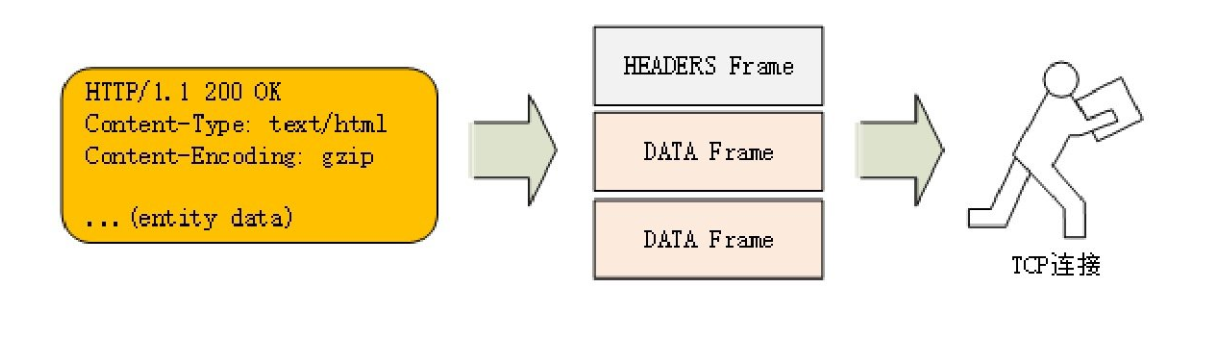 HTTP/1.1 200 OK
Content-Type: text/html
Content-Encoding: gzip
...(entity data)
HEADERS Frame
DATA Frame
DATA Frame
TCP连接